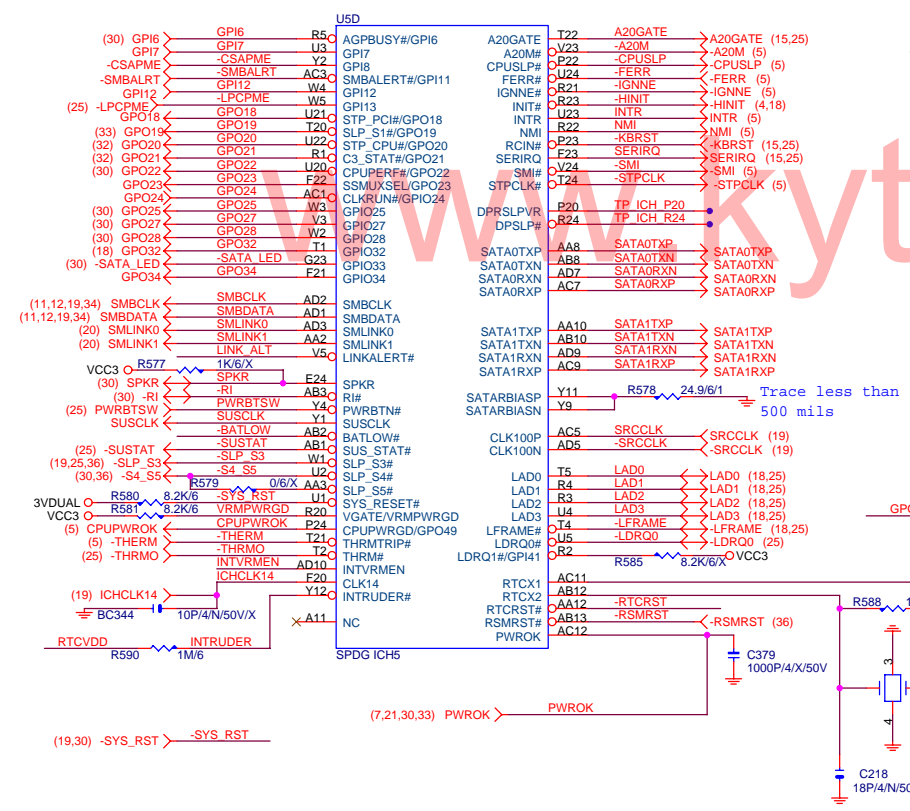 U5D
(30) GPI6 GPI6 R5 AGPBUSY#/GPI6 A20GATE T22 A20GATE A20GATE (15,25)
GPI7 GPI7 U3 GPI7 A20M# V23 -A20M -A20M (5)
-CSAPME -CSAPME Y2 GPI8 CPUSLP# P22 -CPUSLP -CPUSLP (5)
-SMBALRT -SMBALRT AC3 SMBALERT#/GPI11 FERR# U24 -FERR -FERR (5)
GPI12 GPI12 W4 GPI12 IGNNE# R21 -IGNNE -IGNNE (5)
(25) -LPCPME -LPCPME W5 GPI13 INIT# R23 -HINIT -HINIT (4,18)
GPO18 GPO18 U21 STP_PCI#/GPO18 INTR U23 INTR INTR (5)
(33) GPO19 GPO19 T20 SLP_S1#/GPO19 NMI R22 NMI NMI (5)
(32) GPO20 GPO20 U22 STP_CPU#/GPO20 RCIN# P23 -KBRST -KBRST (15,25)
(32) GPO21 GPO21 R1 C3_STAT#/GPO21 SERIRQ F23 SERIRQ SERIRQ (15,25)
(30) GPO22 GPO22 U20 CPUPERF#/GPO22 SMI# V24 -SMI -SMI (5)
GPO23 GPO23 F22 SSMUXSEL/GPO23 STPCLK# T24 -STPCLK -STPCLK (5)
GPO24 GPO24 AC1 CLKRUN#/GPIO24
(30) GPO25 GPO25 W3 GPIO25 DPRSLPVR P20 TP_ICH_P20
(30) GPO27 GPO27 V3 GPIO27 DPSLP# R24 TP_ICH_R24
(30) GPO28 GPO28 W2 GPIO28
(18) GPO32 GPO32 T1 GPIO32 SATA0TXP AA8 SATA0TXP SATA0TXP
(30) -SATA_LED -SATA_LED G23 GPIO33 SATA0TXN AB8 SATA0TXN SATA0TXN
GPO34 GPO34 F21 GPIO34 SATA0RXN AD7 SATA0RXN SATA0RXN
SATA0RXP AC7 SATA0RXP SATA0RXP
(11,12,19,34) SMBCLK SMBCLK AD2 SMBCLK
(11,12,19,34) SMBDATA SMBDATA AD1 SMBDATA
(20) SMLINK0 SMLINK0 AD3 SMLINK0 SATA1TXP AA10 SATA1TXP SATA1TXP
(20) SMLINK1 SMLINK1 AA2 SMLINK1 SATA1TXN AB10 SATA1TXN SATA1TXN
LINK_ALT V5 LINKALERT# SATA1RXN AD9 SATA1RXN SATA1RXN
VCC3 R577 1K/6/X SATA1RXP AC9 SATA1RXP SATA1RXP
(30) SPKR SPKR E24 SPKR
(30) -RI -RI AB3 RI# SATARBIASP Y11 R578 24.9/6/1 Trace less than
(25) PWRBTSW PWRBTSW Y4 PWRBTN# SATARBIASN Y9 500 mils
SUSCLK SUSCLK Y1 SUSCLK
-BATLOW AB2 BATLOW# CLK100P AC5 SRCCLK SRCCLK (19)
(25) -SUSTAT -SUSTAT AB1 SUS_STAT# CLK100N AD5 -SRCCLK -SRCCLK (19)
(19,25,36) -SLP_S3 -SLP_S3 W1 SLP_S3#
(30,36) -S4_S5 -S4_S5 U2 SLP_S4# LAD0 T5 LAD0 LAD0 (18,25)
R579 0/6/X AA3 SLP_S5# LAD1 R4 LAD1 LAD1 (18,25)
3VDUAL R580 8.2K/6 -SYS_RST U1 SYS_RESET# LAD2 R3 LAD2 LAD2 (18,25)
VCC3 R581 8.2K/6 VRMPWRGD R20 VGATE/VRMPWRGD LAD3 U4 LAD3 LAD3 (18,25)
(5) CPUPWROK CPUPWROK P24 CPUPWRGD/GPO49 LFRAME# T4 -LFRAME -LFRAME (18,25)
(5) -THERM -THERM T21 THRMTRIP# LDRQ0# U5 -LDRQ0 -LDRQ0 (25)
(25) -THRMO -THRMO T2 THRM# LDRQ1#/GPI41 R2 R585 8.2K/6/X VCC3
INTVRMEN AD10 INTVRMEN
ICHCLK14 F20 CLK14 RTCX1 AC11
(19) ICHCLK14 Y12 INTRUDER# RTCX2 AB12
BC344 10P/4/N/50V/X RTCRST# AA12 -RTCRST
A11 NC RSMRST# AB13 -RSMRST -RSMRST (36)
PWROK AC12
RTCVDD R590 1M/6 INTRUDER
SPDG ICH5
GPO
R588 1
C379
1000P/4/X/50V
3
4
(7,21,30,33) PWROK PWROK
(19,30) -SYS_RST -SYS_RST
C218
18P/4/N/50
www.kyt